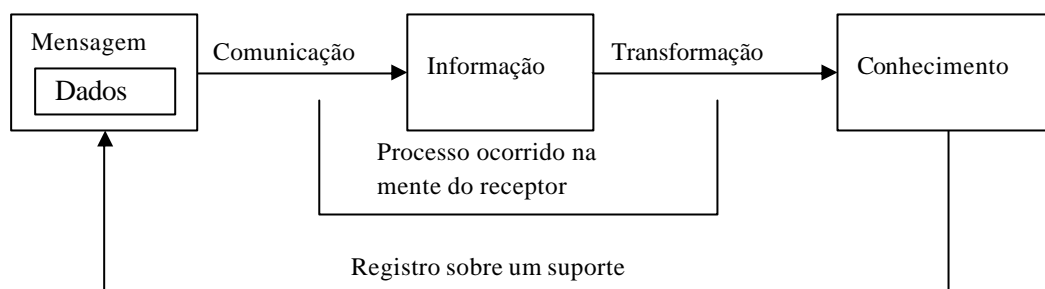 Mensagem
Dados
Comunicação
Informação
Transformação
Conhecimento
Processo ocorrido na
mente do receptor
Registro sobre um suporte